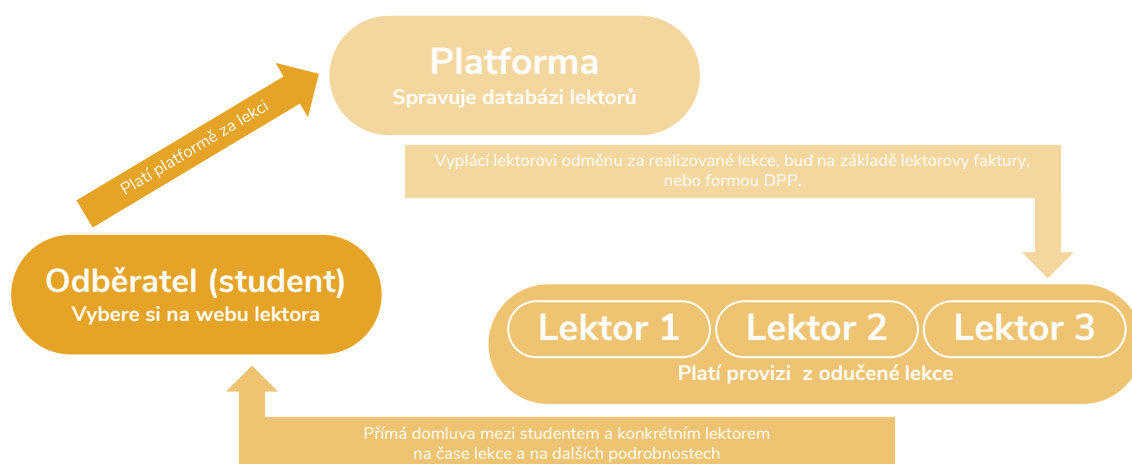 Platforma
Spravuje databázi lektorů
Platí platformě za lekci
Vyplácí lektorovi odměnu za realizované lekce, buď na základě lektorovy faktury,
nebo formou DPP.
Odběratel (student)
Vybere si na webu lektora
Lektor 1
Lektor 2
Lektor 3
Platí provizi  z odučené lekce
Přímá domluva mezi studentem a konkrétním lektorem
na čase lekce a na dalších podrobnostech